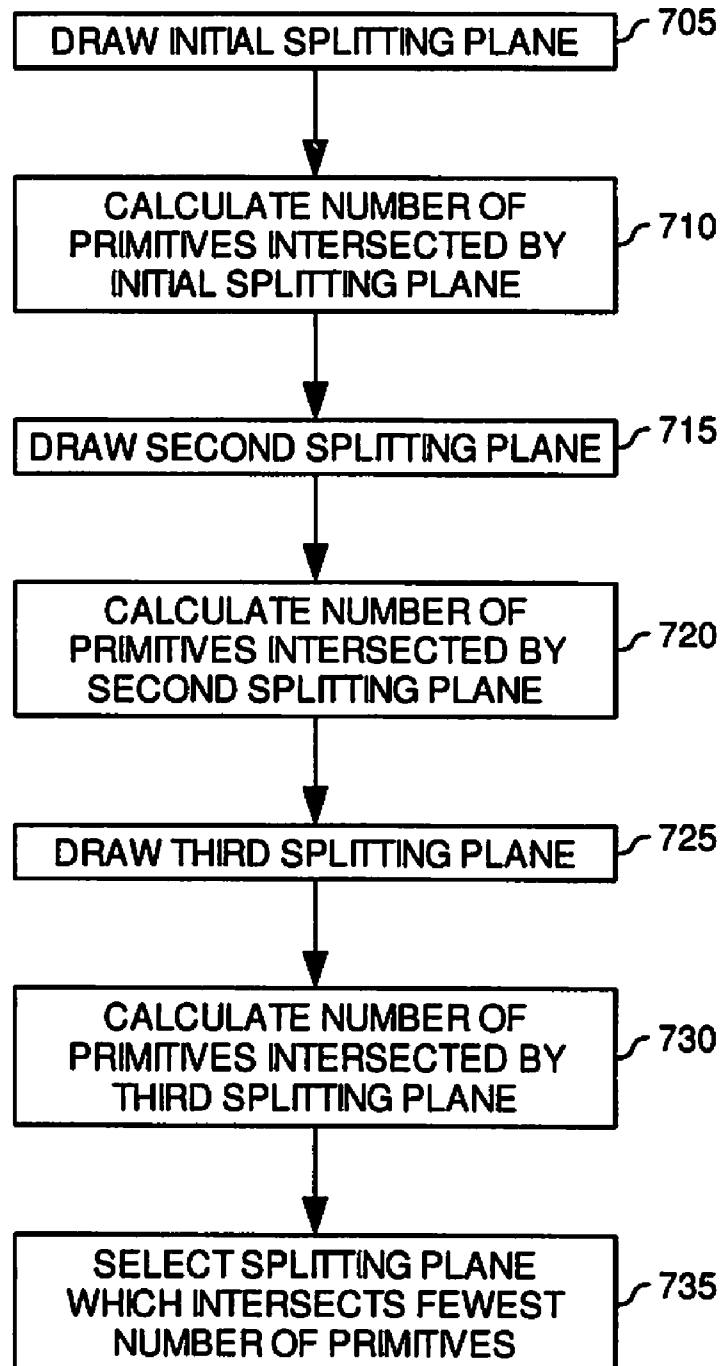 DRAW INITIAL SPLITTING PLANE
705
CALCULATE NUMBER OF
PRIMITIVES INTERSECTED BY
INITIAL SPLITTING PLANE
710
DRAW SECOND SPLITTING PLANE
715
CALCULATE NUMBER OF
PRIMITIVES INTERSECTED BY
SECOND SPLITTING PLANE
720
DRAW THIRD SPLITTING PLANE
725
CALCULATE NUMBER OF
PRIMITIVES INTERSECTED BY
THIRD SPLITTING PLANE
730
SELECT SPLITTING PLANE
WHICH INTERSECTS FEWEST
NUMBER OF PRIMITIVES
735